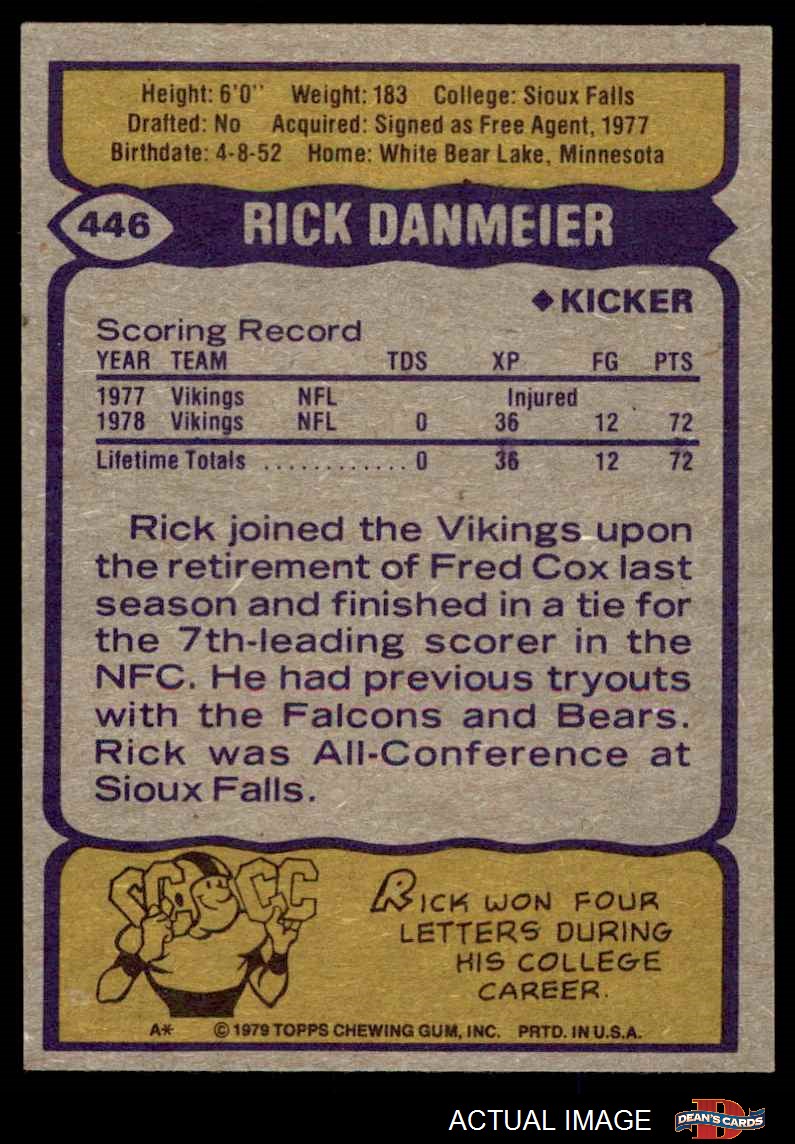 Height: 6'0" Weight: 183 College: Sioux Falls
Drafted: No Acquired: Signed as Free Agent, 1977
Birthdate: 4-8-52 Home: White Bear Lake, Minnesota
446 RICK DANMEIER
◆KICKER
Scoring Record
YEAR TEAM TDS XP FG PTS
1977 Vikings NFL Injured
1978 Vikings NFL 0 36 12 72
Lifetime Totals ............ 0 36 12 72
Rick joined the Vikings upon
the retirement of Fred Cox last
season and finished in a tie for
the 7th-leading scorer in the
NFC. He had previous tryouts
with the Falcons and Bears.
Rick was All-Conference at
Sioux Falls.
CC CC
RICK WON FOUR
LETTERS DURING
HIS COLLEGE
CAREER.
A* © 1979 TOPPS CHEWING GUM, INC. PRTD. IN U.S.A.
ACTUAL IMAGE D DEAN'S CARDS